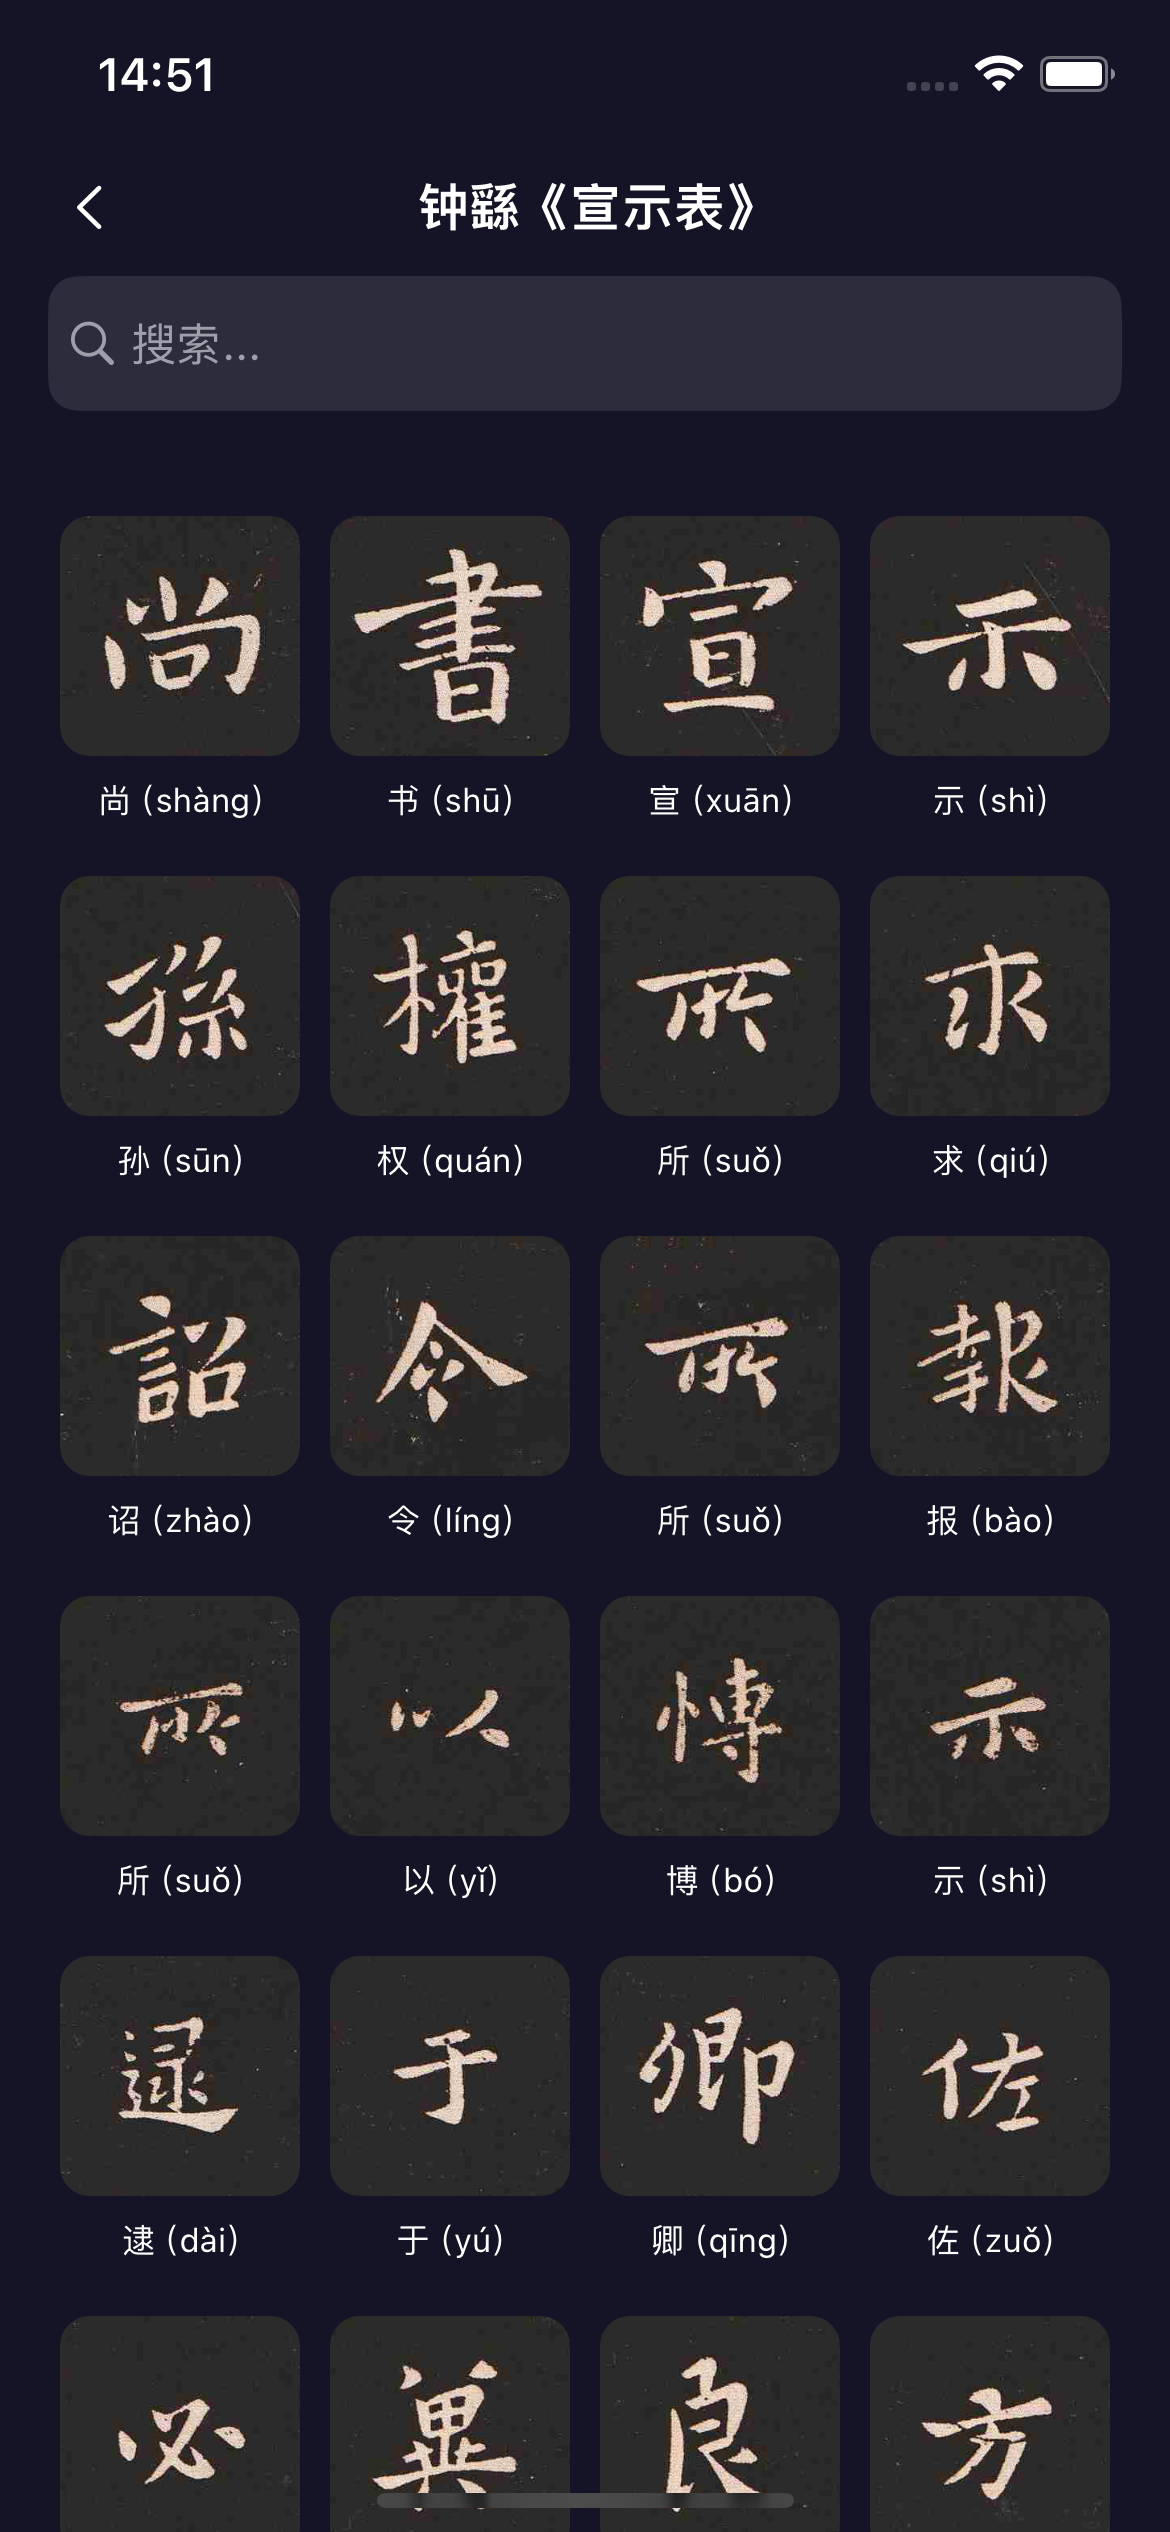 14:51
钟繇《宣示表》
搜索...
尚 書 宣 示
尚 (shàng) 书 (shū) 宣 (xuān) 示 (shì)
孫 權 所 求
孙 (sūn) 权 (quán) 所 (suǒ) 求 (qiú)
詔 令 所 報
诏 (zhào) 令 (líng) 所 (suǒ) 报 (bào)
所 以 博 示
所 (suǒ) 以 (yǐ) 博 (bó) 示 (shì)
逮 于 卿 佐
逮 (dài) 于 (yú) 卿 (qīng) 佐 (zuǒ)
必 冀 良 方